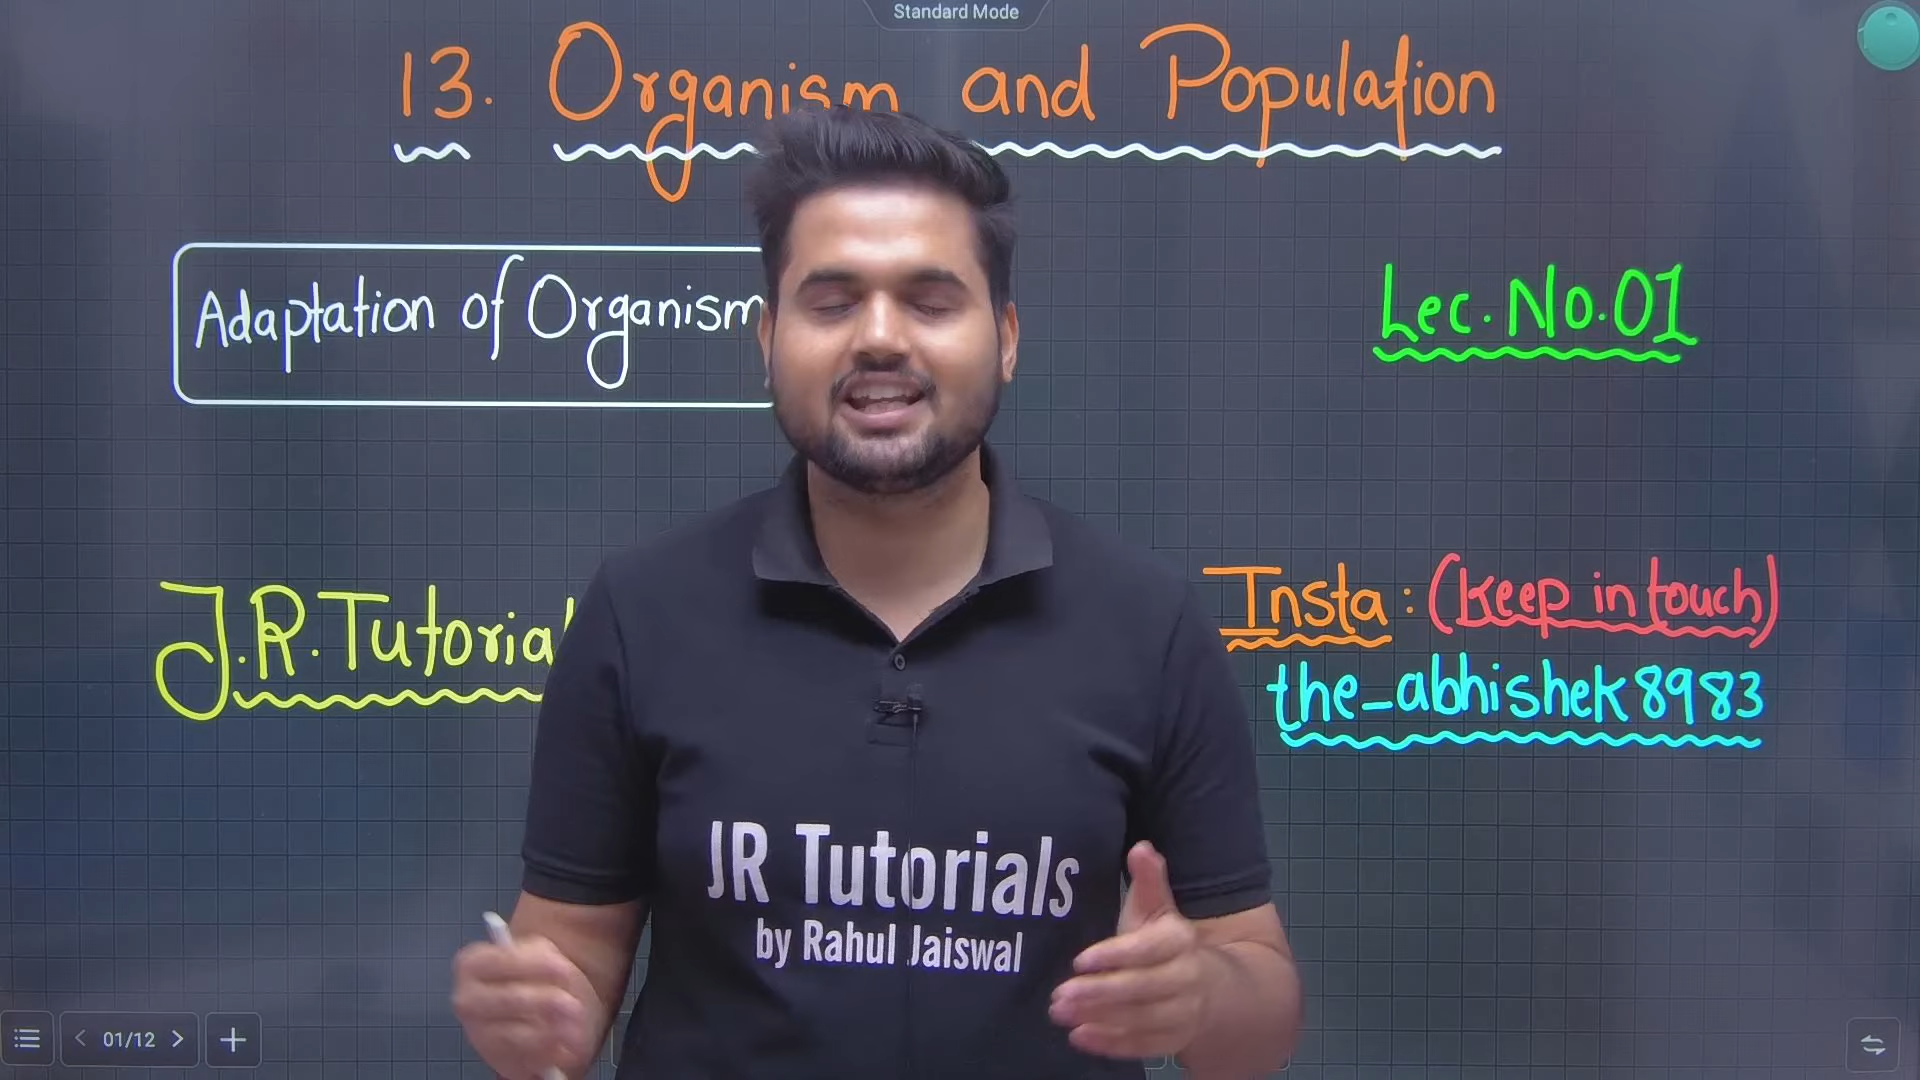 Standard Mode
13. Organism and Population
Adaptation of Organism
Lec. No. 01
J.R. Tutorial
Insta : (keep in touch)
the_abhishek8983
JR Tutorials
by Rahul Jaiswal
01/12